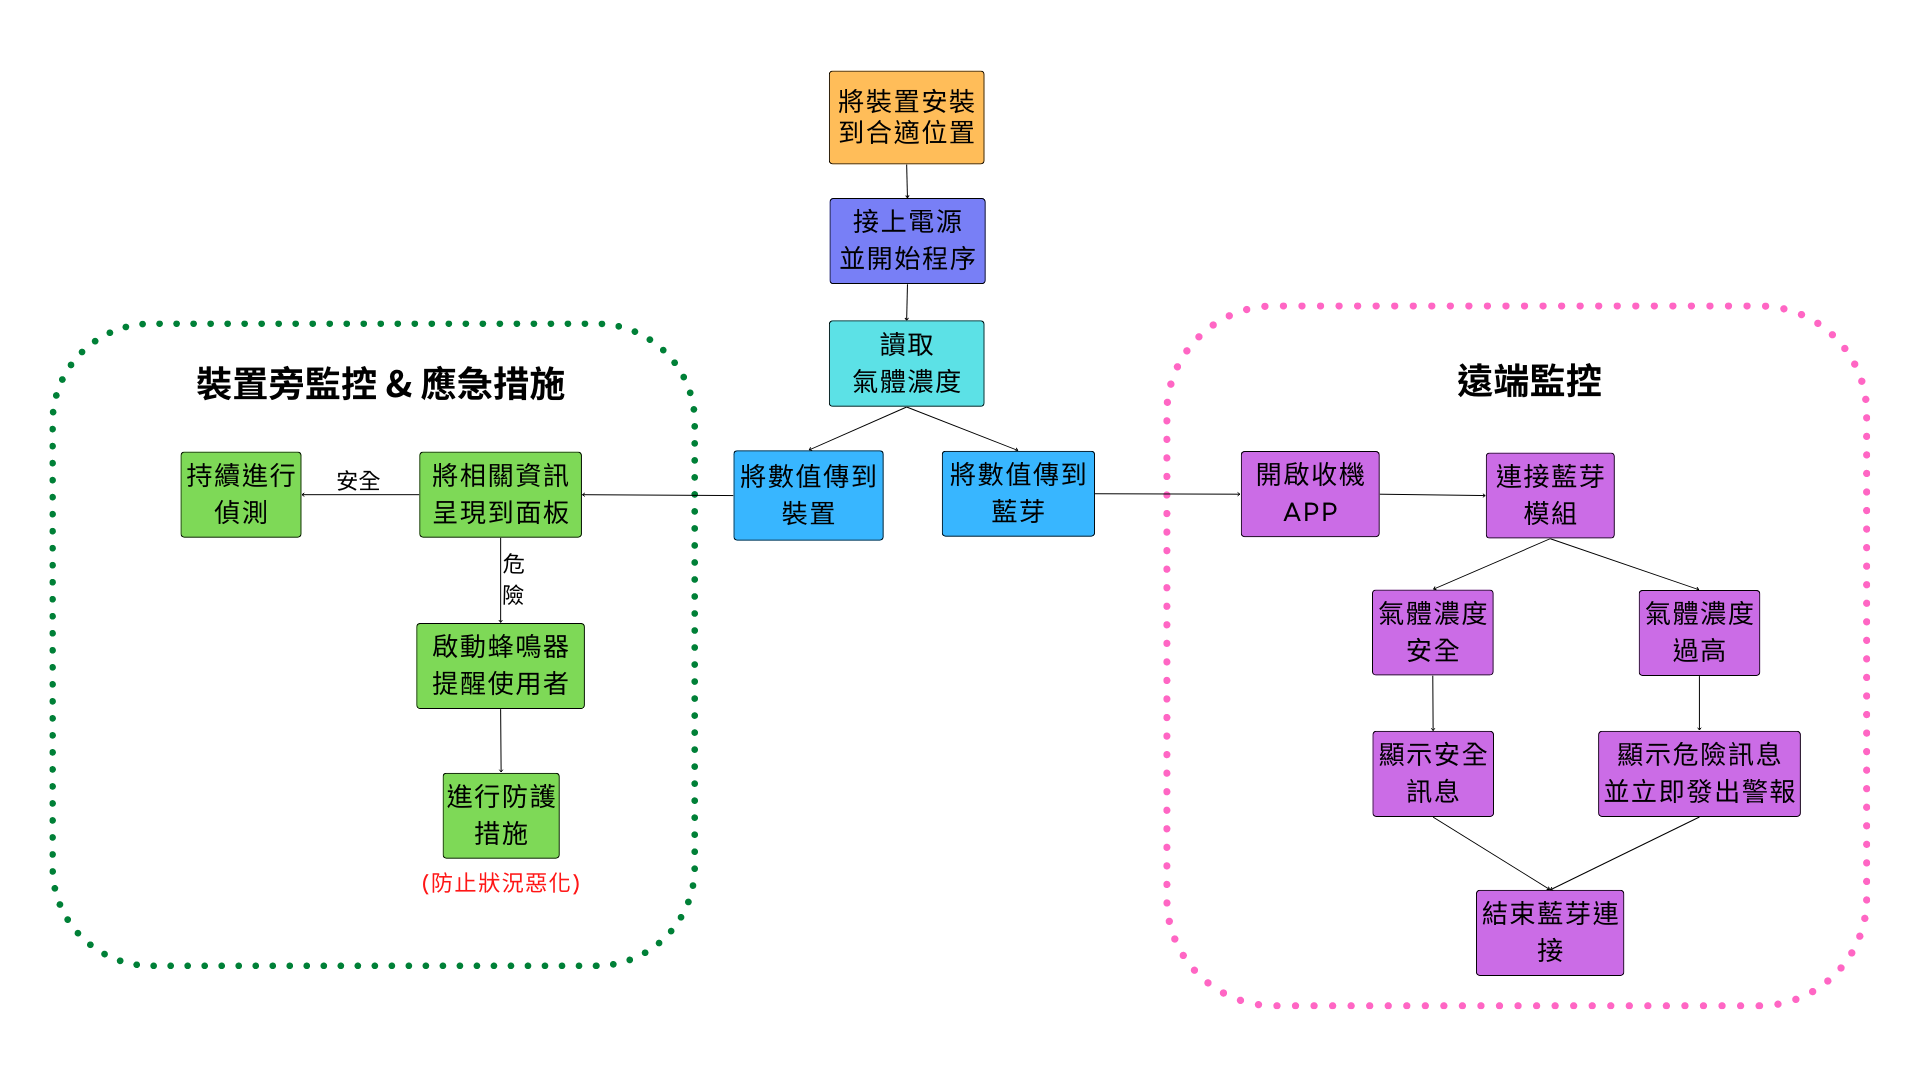 將裝置安裝
到合適位置
接上電源
並開始程序
讀取
氣體濃度
將數值傳到
裝置
將數值傳到
藍芽
裝置旁監控 & 應急措施
將相關資訊
呈現到面板
安全
持續進行
偵測
危
險
啟動蜂鳴器
提醒使用者
進行防護
措施
(防止狀況惡化)
遠端監控
開啟收機
APP
連接藍芽
模組
氣體濃度
安全
氣體濃度
過高
顯示安全
訊息
顯示危險訊息
並立即發出警報
結束藍芽連
接